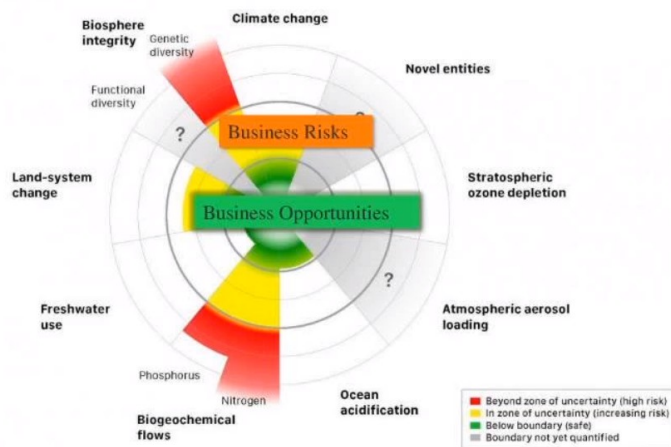 Climate change
Biosphere
integrity
Genetic
diversity
Novel entities
Functional
diversity
?
?
Business Risks
Land-system
change
Stratospheric
ozone depletion
Business Opportunities
?
Freshwater
use
Atmospheric aerosol
loading
Phosphorus
Nitrogen
Biogeochemical
flows
Ocean
acidification
Beyond zone of uncertainty (high risk)
In zone of uncertainty (increasing risk)
Below boundary (safe)
Boundary not yet quantified